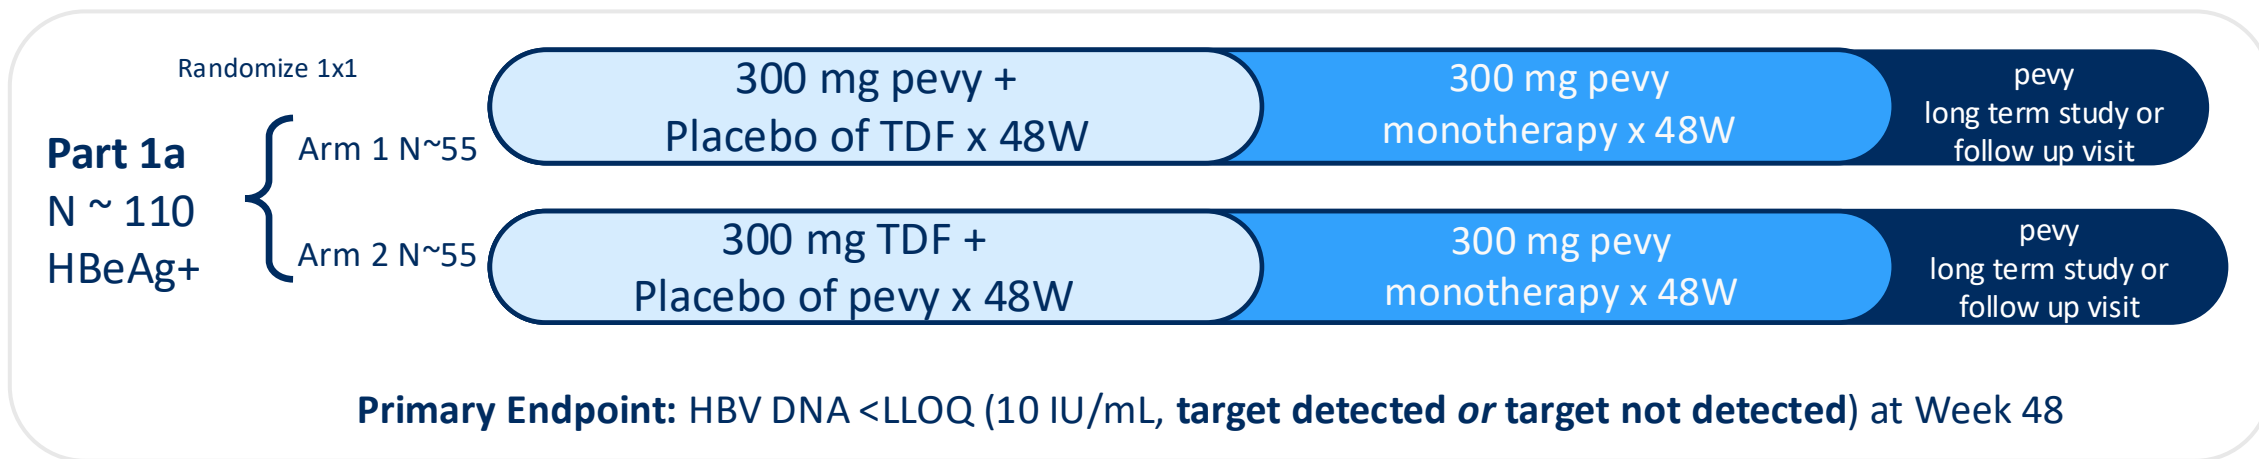 Randomize 1x1
Part 1a
N ~ 110
HBeAg+
Arm 1 N~55
300 mg pevy +
Placebo of TDF x 48W
300 mg pevy
monotherapy x 48W
pevy
long term study or
follow up visit
Arm 2 N~55
300 mg TDF +
Placebo of pevy x 48W
300 mg pevy
monotherapy x 48W
pevy
long term study or
follow up visit
Primary Endpoint: HBV DNA <LLOQ (10 IU/mL, target detected or target not detected) at Week 48